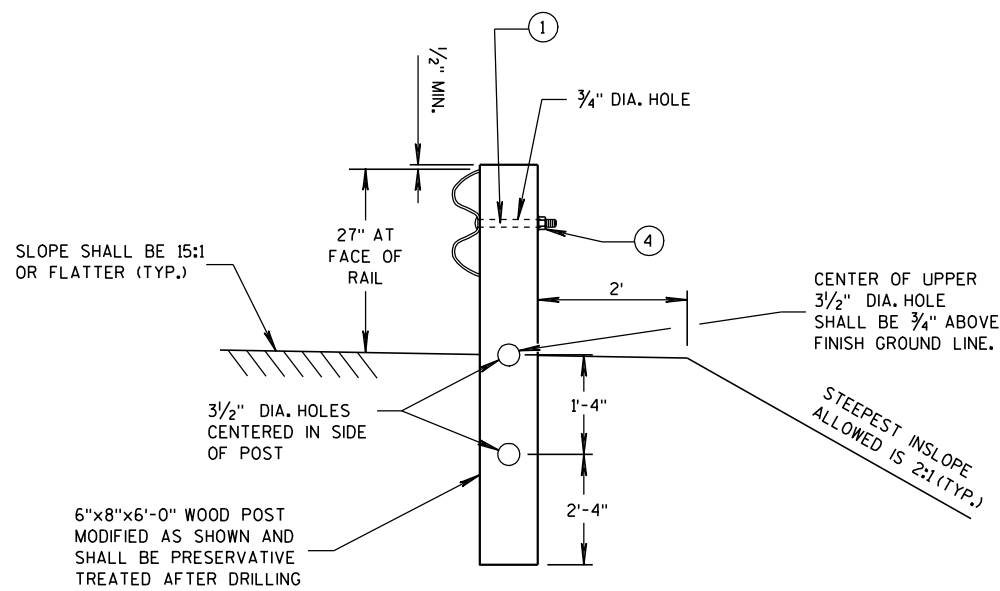 1
½" MIN.
¾" DIA. HOLE
4
27" AT
FACE OF
RAIL
SLOPE SHALL BE 15:1
OR FLATTER (TYP.)
2'
CENTER OF UPPER
3½" DIA. HOLE
SHALL BE ¾" ABOVE
FINISH GROUND LINE.
3½" DIA. HOLES
CENTERED IN SIDE
OF POST
1'-4"
STEEPEST INSLOPE
ALLOWED IS 2:1 (TYP.)
2'-4"
6"x8"x6'-0" WOOD POST
MODIFIED AS SHOWN AND
SHALL BE PRESERVATIVE
TREATED AFTER DRILLING